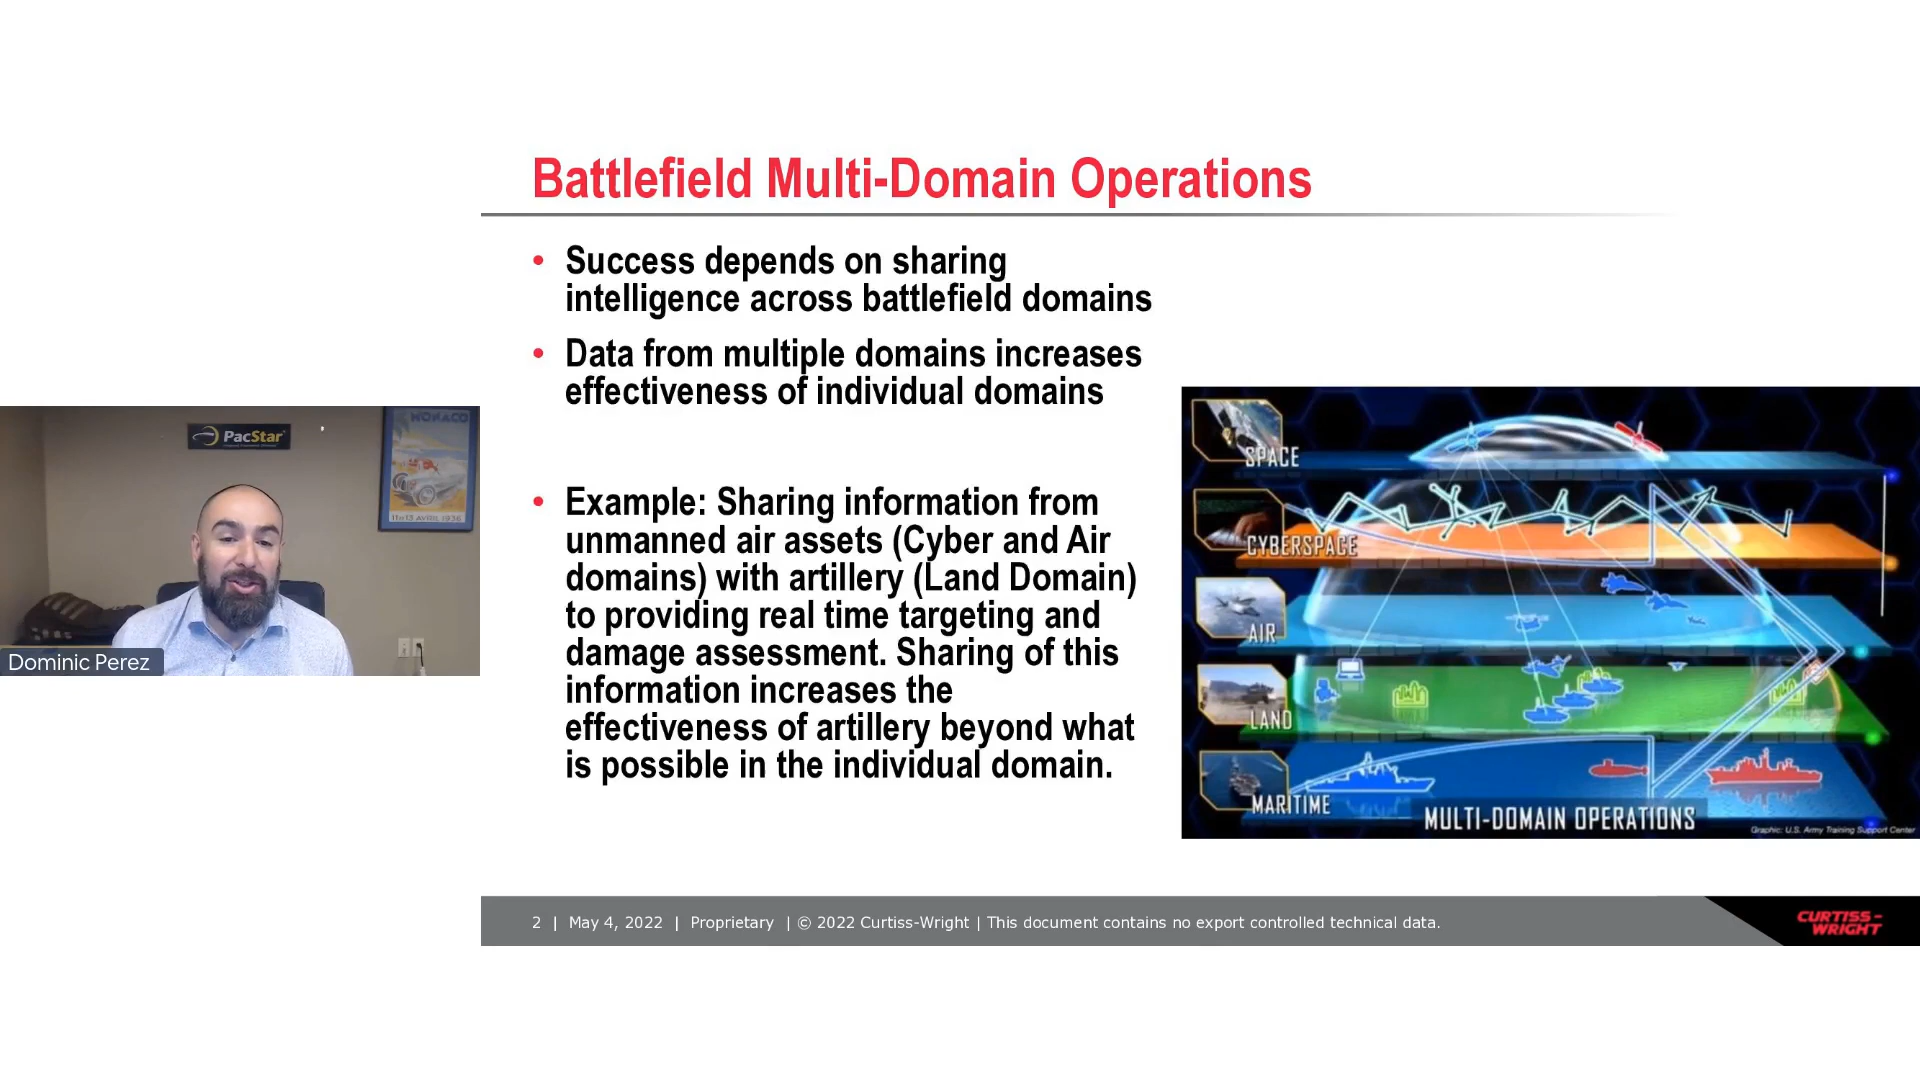 Battlefield Multi-Domain Operations
• Success depends on sharing
intelligence across battlefield domains
• Data from multiple domains increases
effectiveness of individual domains
• Example: Sharing information from
unmanned air assets (Cyber and Air
domains) with artillery (Land Domain)
to providing real time targeting and
damage assessment. Sharing of this
information increases the
effectiveness of artillery beyond what
is possible in the individual domain.
MONACO
PacStar
11 et 13 AVRIL 1936
Dominic Perez
SPACE
CYBERSPACE
AIR
LAND
MARITIME
MULTI-DOMAIN OPERATIONS
Graphic: U.S. Army Training Support Center
2 | May 4, 2022 | Proprietary | © 2022 Curtiss-Wright | This document contains no export controlled technical data.
CURTISS-
WRIGHT